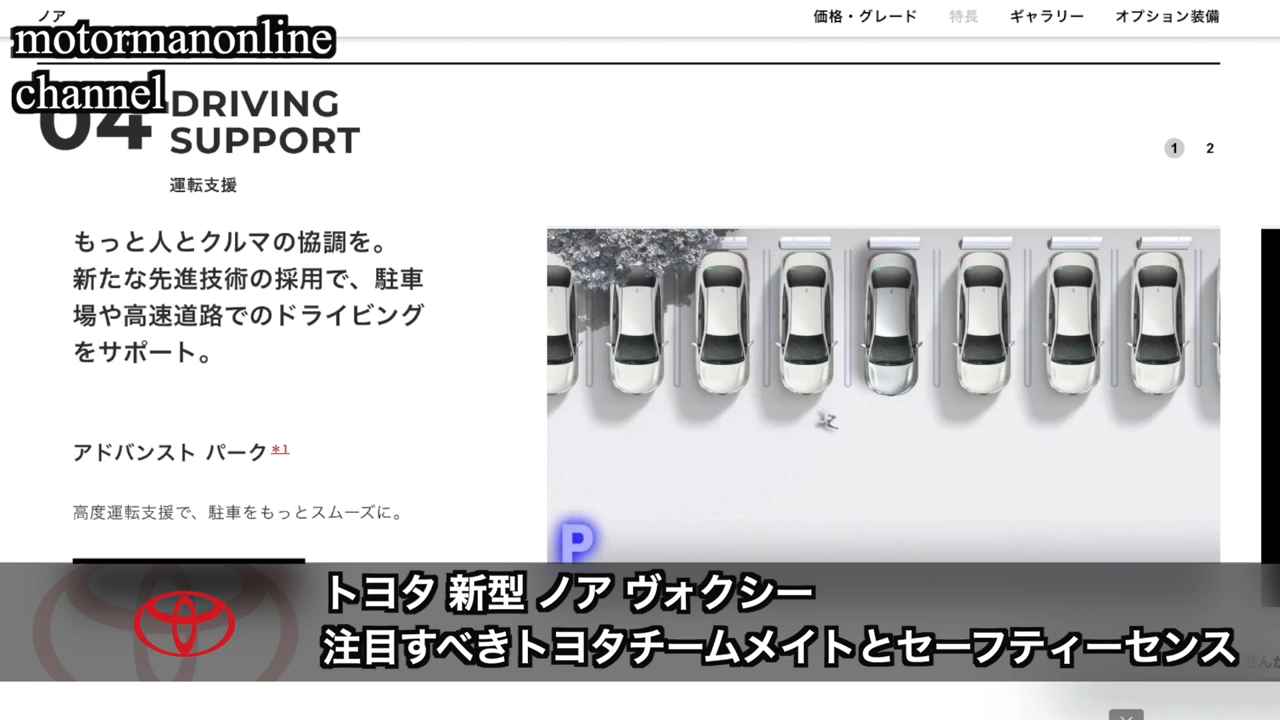 ノア
価格・グレード 特長 ギャラリー オプション装備
motormanonline
channel
04 DRIVING
SUPPORT
1 2
運転支援
もっと人とクルマの協調を。
新たな先進技術の採用で、駐車
場や高速道路でのドライビング
をサポート。
アドバンスト パーク*1
高度運転支援で、駐車をもっとスムーズに。
P
トヨタ 新型 ノア ヴォクシー
注目すべきトヨタチームメイトとセーフティーセンス